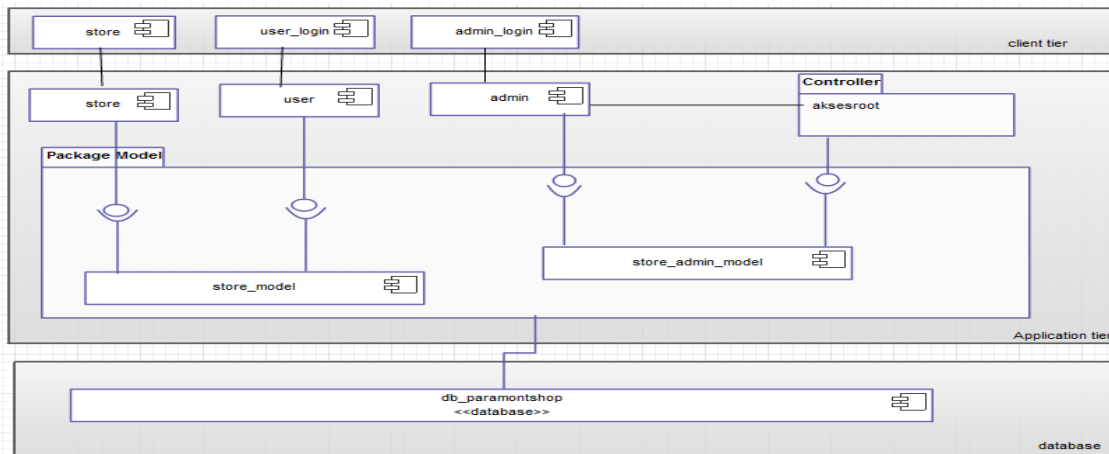 store
user_login
admin_login
client tier
store
user
admin
Controller
aksesroot
Package Model
store_model
store_admin_model
Application tier
db_paramontshop
<<database>>
database